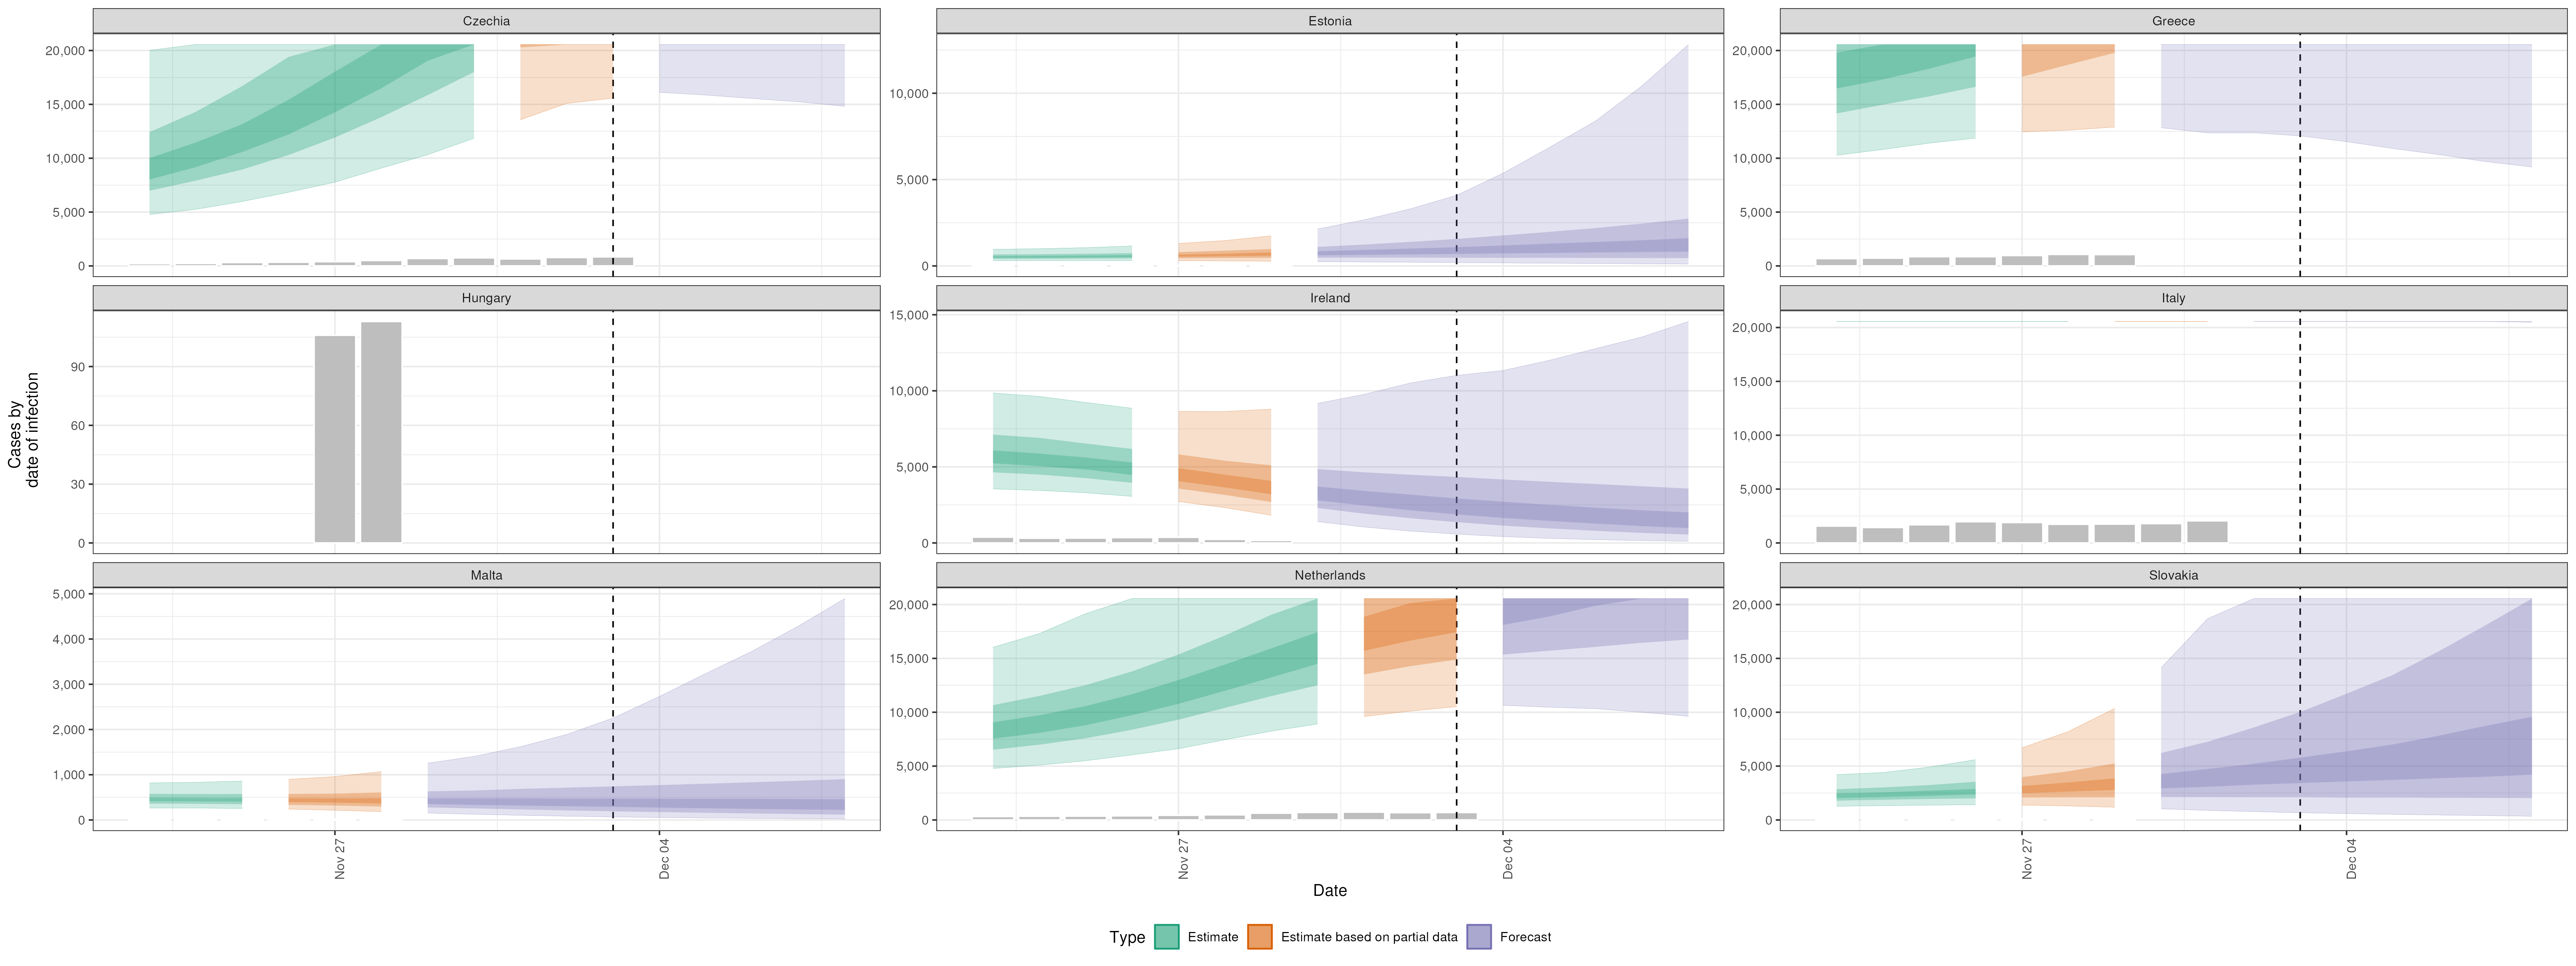 Czechia
Estonia
Greece
20,000
15,000
10,000
5,000
0
10,000
5,000
0
20,000
15,000
10,000
5,000
0
Hungary
Ireland
Italy
90
60
30
0
15,000
10,000
5,000
0
20,000
15,000
10,000
5,000
0
Cases by
date of infection
Malta
Netherlands
Slovakia
5,000
4,000
3,000
2,000
1,000
0
20,000
15,000
10,000
5,000
0
20,000
15,000
10,000
5,000
0
Nov 27
Dec 04
Nov 27
Dec 04
Nov 27
Dec 04
Date
Type Estimate Estimate based on partial data Forecast